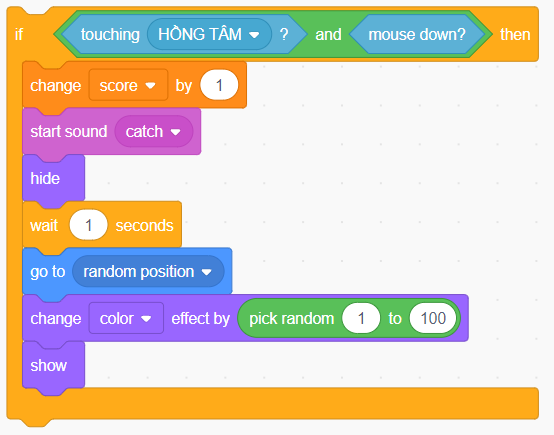 if touching HỒNG TÂM ? and mouse down? then
change score by 1
start sound catch
hide
wait 1 seconds
go to random position
change color effect by pick random 1 to 100
show